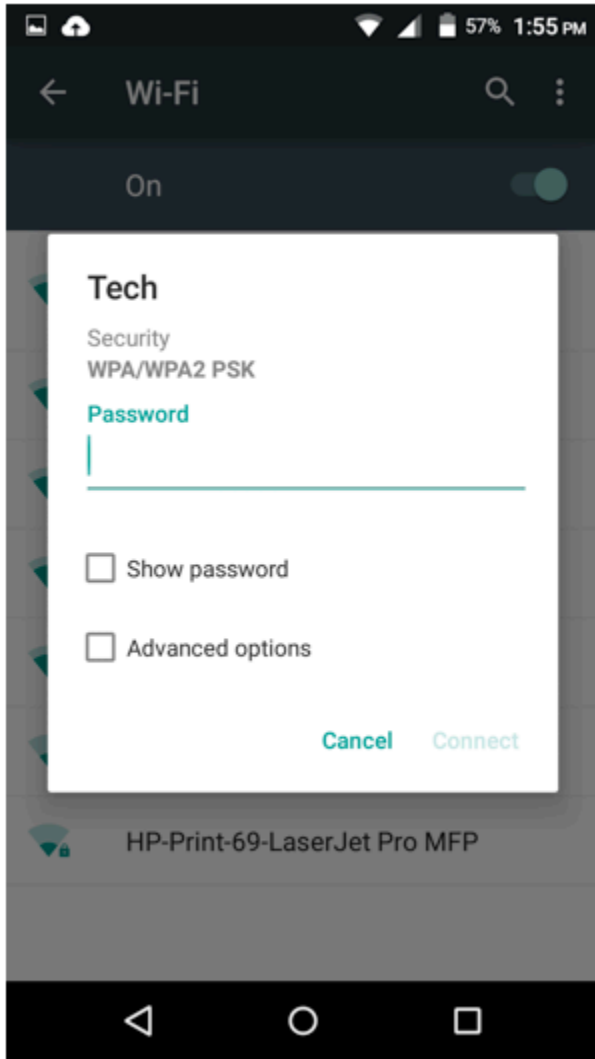 57% 1:55 PM
Wi-Fi
On
Tech
Security
WPA/WPA2 PSK
Password
Show password
Advanced options
Cancel Connect
HP-Print-69-LaserJet Pro MFP